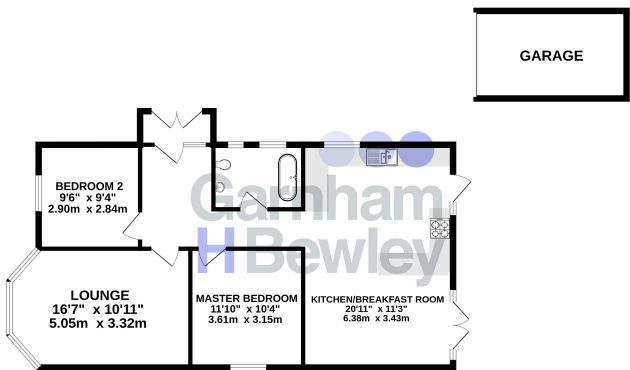 GARAGE
BEDROOM 2
9'6" x 9'4"
2.90m x 2.84m
Garnham
H Bewley
LOUNGE
16'7" x 10'11"
5.05m x 3.32m
MASTER BEDROOM
11'10" x 10'4"
3.61m x 3.15m
KITCHEN/BREAKFAST ROOM
20'11" x 11'3"
6.38m x 3.43m